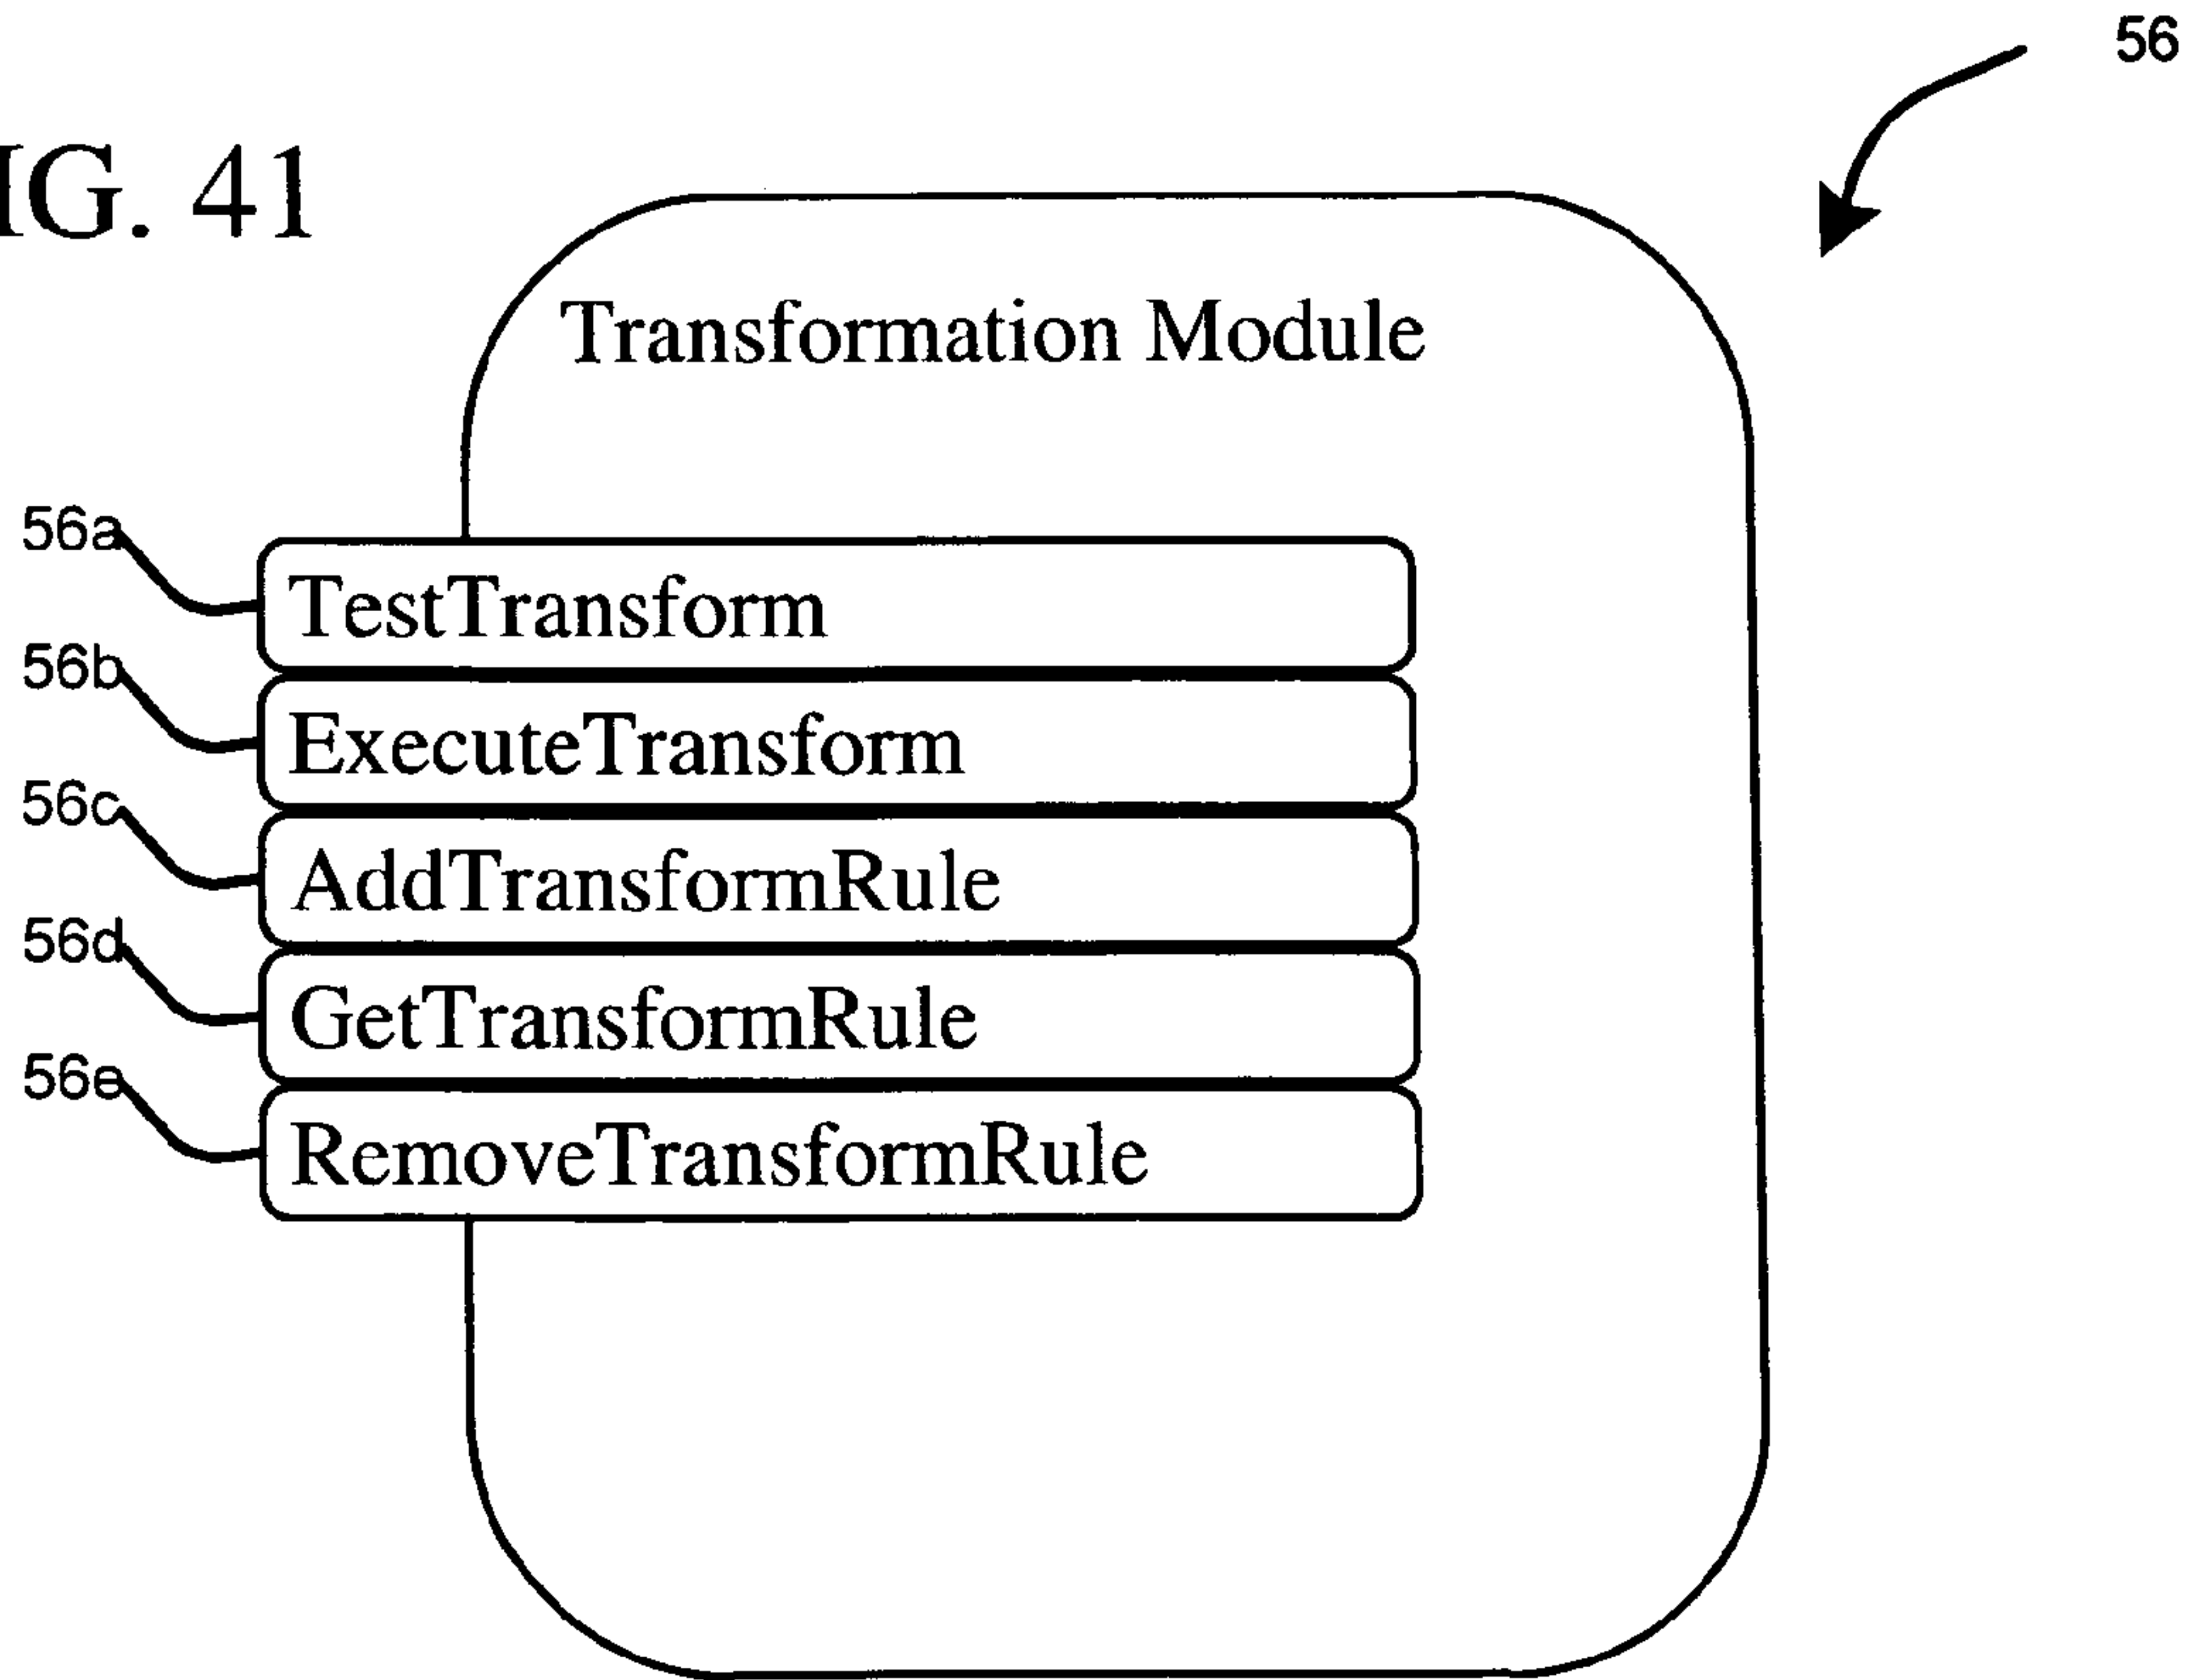 56
IG. 41
Transformation Module
56a
TestTransform
56b
ExecuteTransform
56c
AddTransformRule
56d
GetTransformRule
56e
RemoveTransformRule